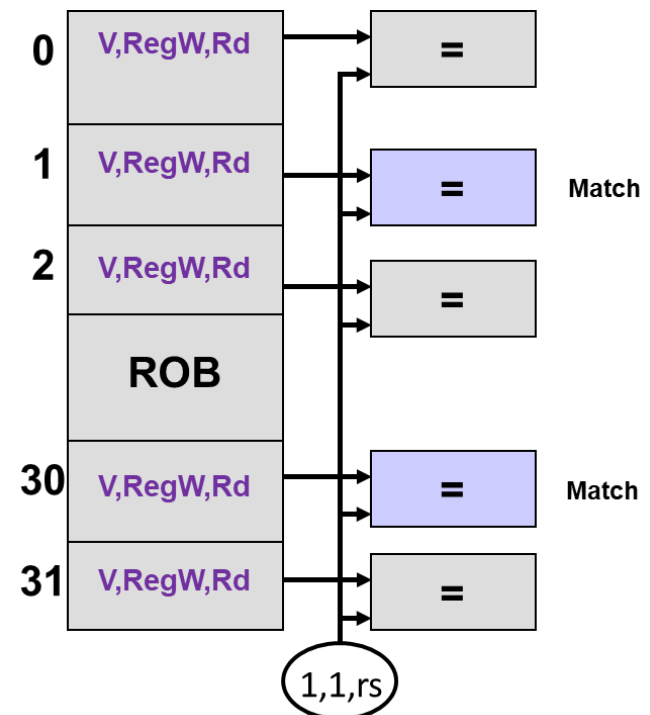 0 V,RegW,Rd =
1 V,RegW,Rd = Match
2 V,RegW,Rd =
ROB
30 V,RegW,Rd = Match
31 V,RegW,Rd =
1,1,rs